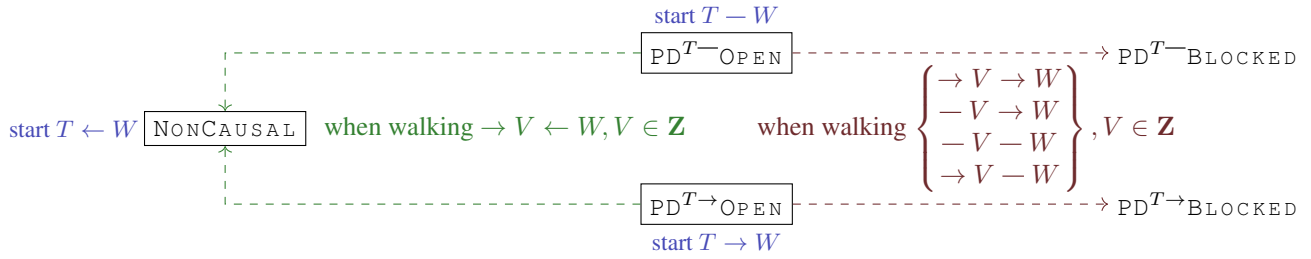 start T − W
PD^{T—}OPEN
PD^{T—}BLOCKED
start T ← W
NONCAUSAL
when walking → V ← W, V ∈ Z
when walking { → V → W
− V → W
− V − W
→ V − W } , V ∈ Z
PD^{T→}OPEN
PD^{T→}BLOCKED
start T → W